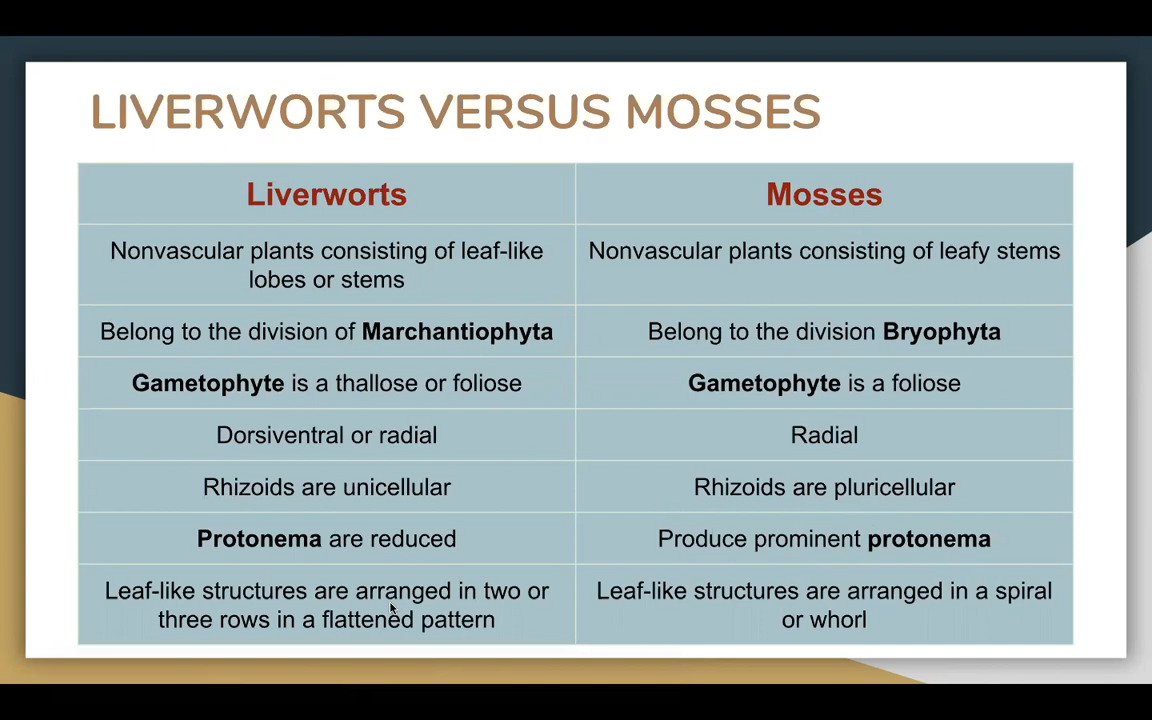 LIVERWORTS VERSUS MOSSES
Liverworts
Mosses
Nonvascular plants consisting of leaf-like
lobes or stems
Nonvascular plants consisting of leafy stems
Belong to the division of Marchantiophyta
Belong to the division Bryophyta
Gametophyte is a thallose or foliose
Gametophyte is a foliose
Dorsiventral or radial
Radial
Rhizoids are unicellular
Rhizoids are pluricellular
Protonema are reduced
Produce prominent protonema
Leaf-like structures are arranged in two or
three rows in a flattened pattern
Leaf-like structures are arranged in a spiral
or whorl